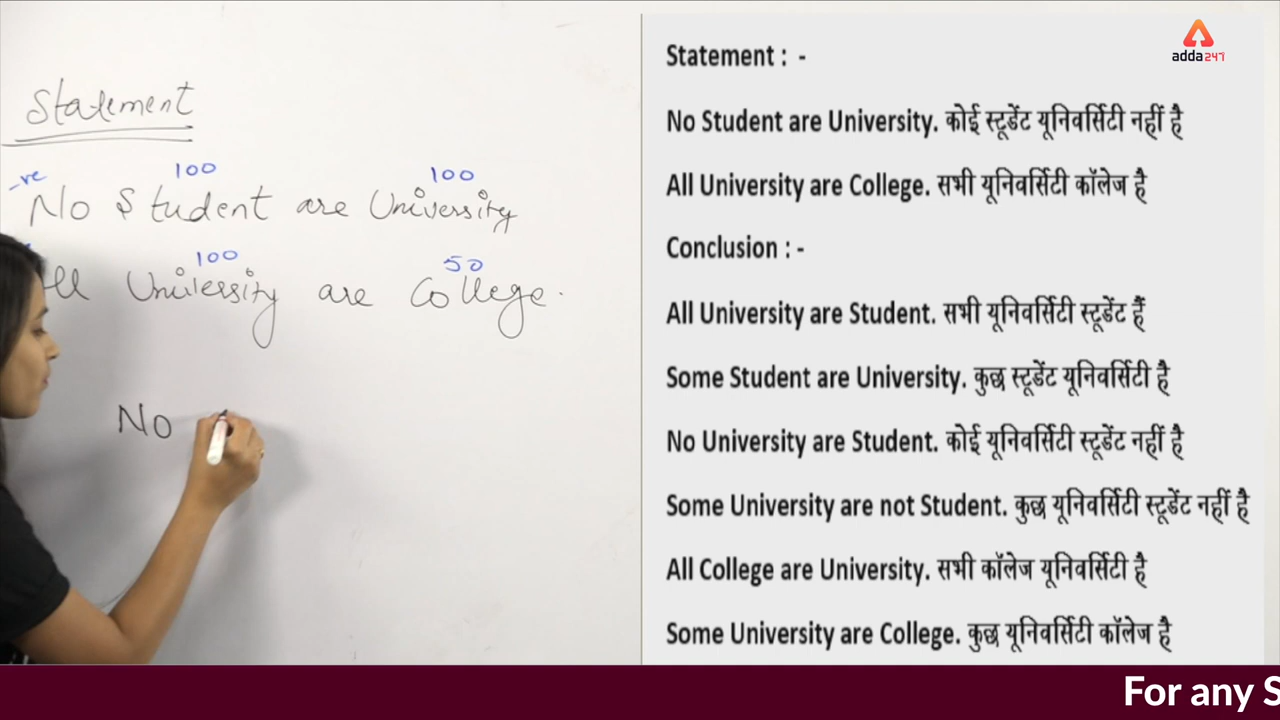 Statement
-ve 100 100
No Student are University
100 50
University are College.
No
adda247
Statement : -
No Student are University. कोई स्टूडेंट यूनिवर्सिटी नहीं है
All University are College. सभी यूनिवर्सिटी कॉलेज है
Conclusion : -
All University are Student. सभी यूनिवर्सिटी स्टूडेंट हैं
Some Student are University. कुछ स्टूडेंट यूनिवर्सिटी है
No University are Student. कोई यूनिवर्सिटी स्टूडेंट नहीं है
Some University are not Student. कुछ यूनिवर्सिटी स्टूडेंट नहीं है
All College are University. सभी कॉलेज यूनिवर्सिटी है
Some University are College. कुछ यूनिवर्सिटी कॉलेज है
For any S